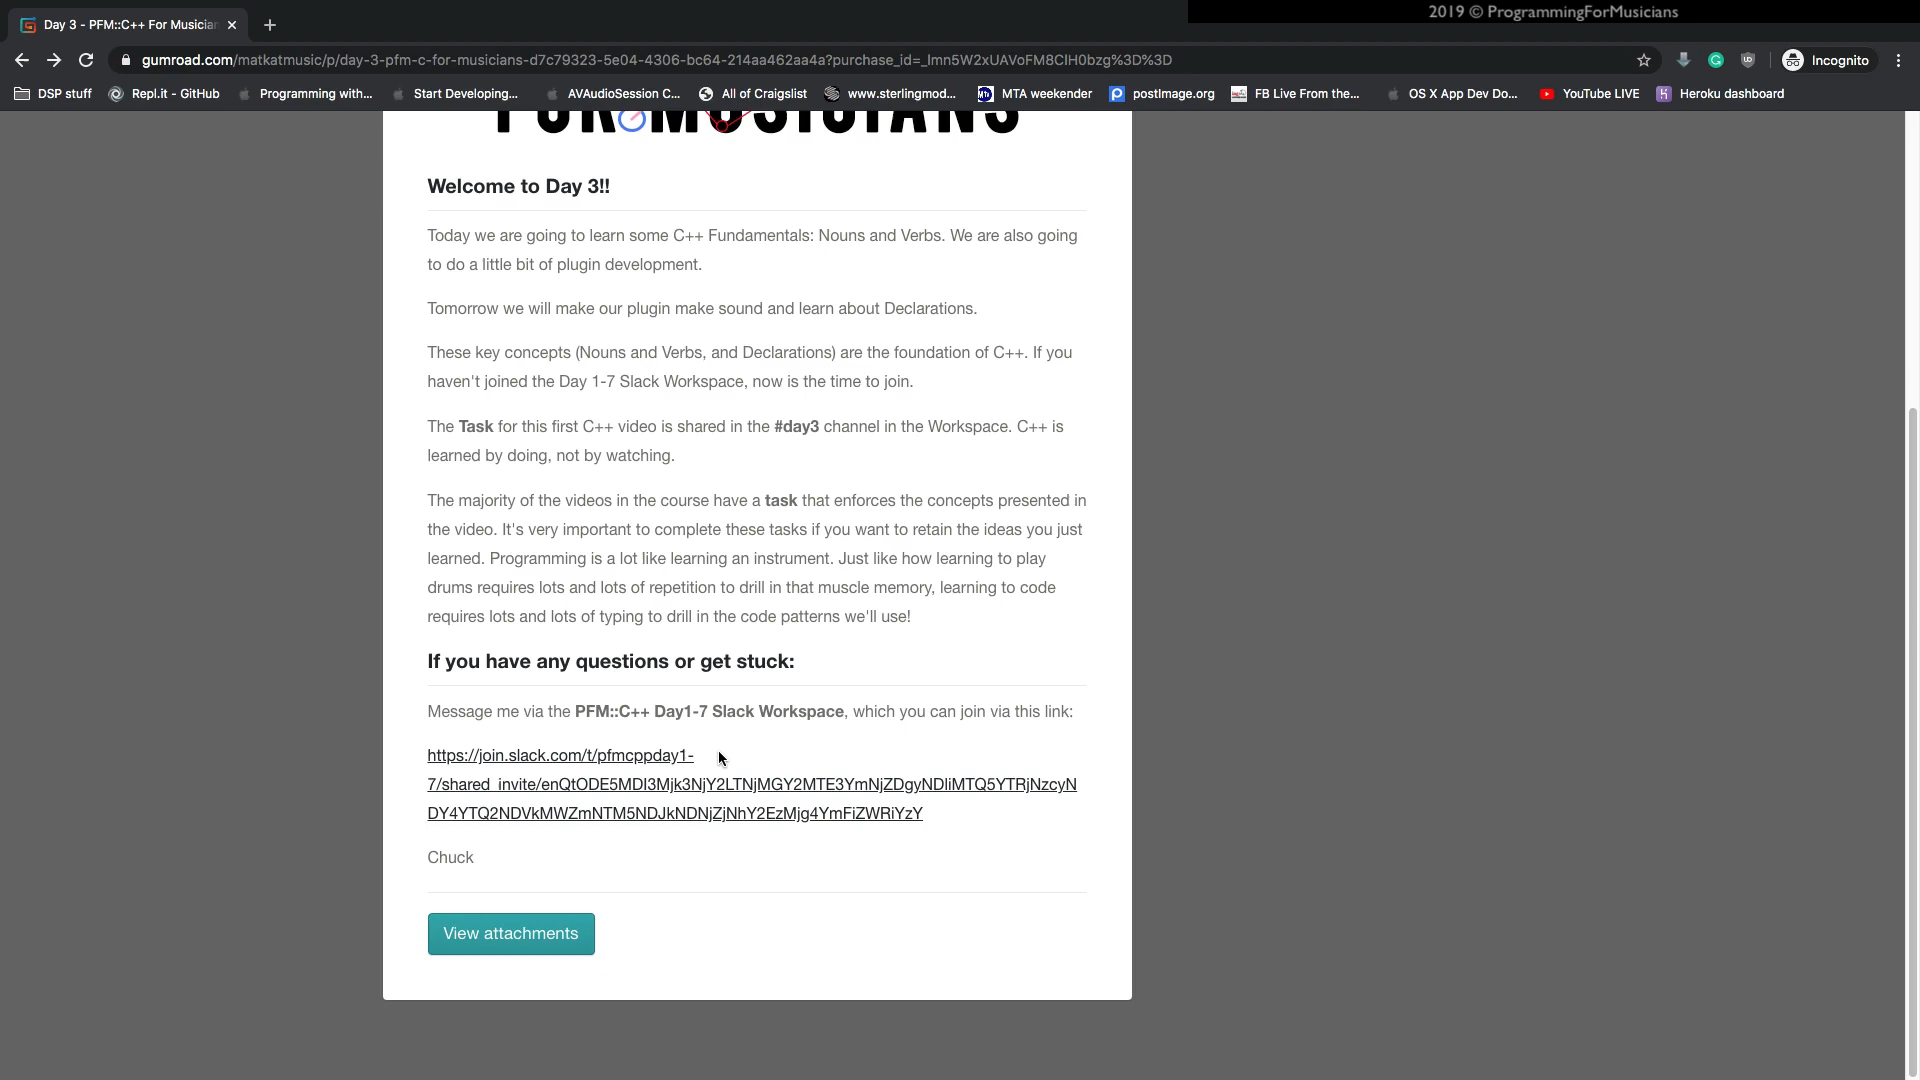 2019 © ProgrammingForMusicians
Day 3 - PFM::C++ For Musician
gumroad.com/matkatmusic/p/day-3-pfm-c-for-musicians-d7c79323-5e04-4306-bc64-214aa462aa4a?purchase_id=_Imn5W2xUAVoFM8CIH0bzg%3D%3D
Incognito
DSP stuff
Repl.it - GitHub
Programming with...
Start Developing...
AVAudioSession C...
All of Craigslist
www.sterlingmod...
MTA weekender
postImage.org
FB Live From the...
OS X App Dev Do...
YouTube LIVE
Heroku dashboard
FOR MUSICIANS
Welcome to Day 3!!
Today we are going to learn some C++ Fundamentals: Nouns and Verbs. We are also going
to do a little bit of plugin development.
Tomorrow we will make our plugin make sound and learn about Declarations.
These key concepts (Nouns and Verbs, and Declarations) are the foundation of C++. If you
haven't joined the Day 1-7 Slack Workspace, now is the time to join.
The Task for this first C++ video is shared in the #day3 channel in the Workspace. C++ is
learned by doing, not by watching.
The majority of the videos in the course have a task that enforces the concepts presented in
the video. It's very important to complete these tasks if you want to retain the ideas you just
learned. Programming is a lot like learning an instrument. Just like how learning to play
drums requires lots and lots of repetition to drill in that muscle memory, learning to code
requires lots and lots of typing to drill in the code patterns we'll use!
If you have any questions or get stuck:
Message me via the PFM::C++ Day1-7 Slack Workspace, which you can join via this link:
https://join.slack.com/t/pfmcppday1-
7/shared_invite/enQtODE5MDI3Mjk3NjY2LTNjMGY2MTE3YmNjZDgyNDliMTQ5YTRjNzcyN
DY4YTQ2NDVkMWZmNTM5NDJkNDNjZjNhY2EzMjg4YmFiZWRiYzY
Chuck
View attachments